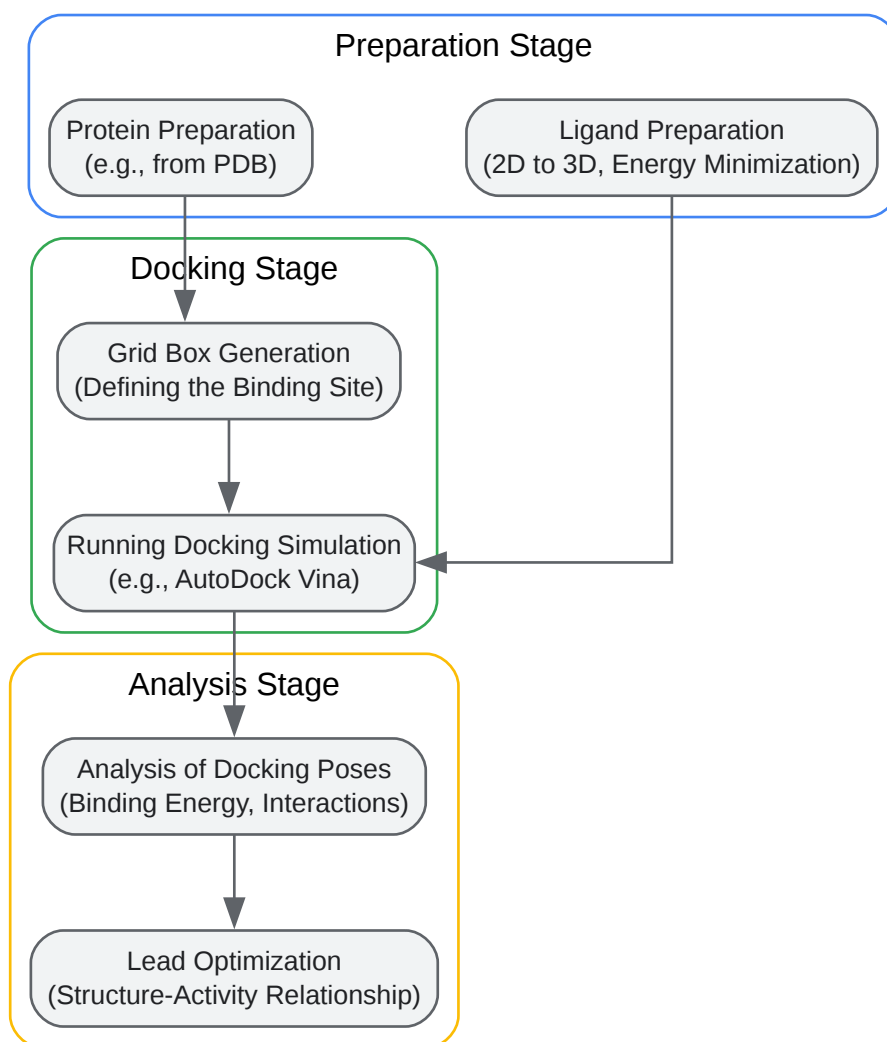 Preparation Stage
Protein Preparation
(e.g., from PDB)
Ligand Preparation
(2D to 3D, Energy Minimization)
Docking Stage
Grid Box Generation
(Defining the Binding Site)
Running Docking Simulation
(e.g., AutoDock Vina)
Analysis Stage
Analysis of Docking Poses
(Binding Energy, Interactions)
Lead Optimization
(Structure-Activity Relationship)